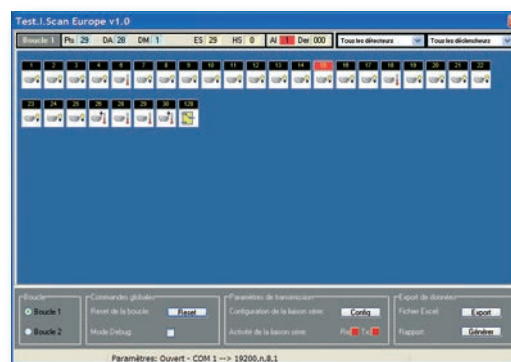 Test.I.Scan Europe v1.0
Boucle 1 Pts 29 DA 28 DM 1 ES 29 HS 0 Al 1 Der 000 Tous les détecteurs Tous les déclencheurs
1 2 3 4 6 7 8 9 10 11 12 13 14 15 16 17 18 19 20 21 22
23 24 25 26 28 29 30 128
Boucle Commandes globales Paramètres de transmission Export de données
Boucle 1 Reset de la boucle: Reset Configuration de la liaison série: Config Fichier Excel: Export
Boucle 2 Mode Debug: Activité de la liaison série: Rx Tx Rapport: Générer
Paramètres: Ouvert - COM 1 --> 19200,n,8,1